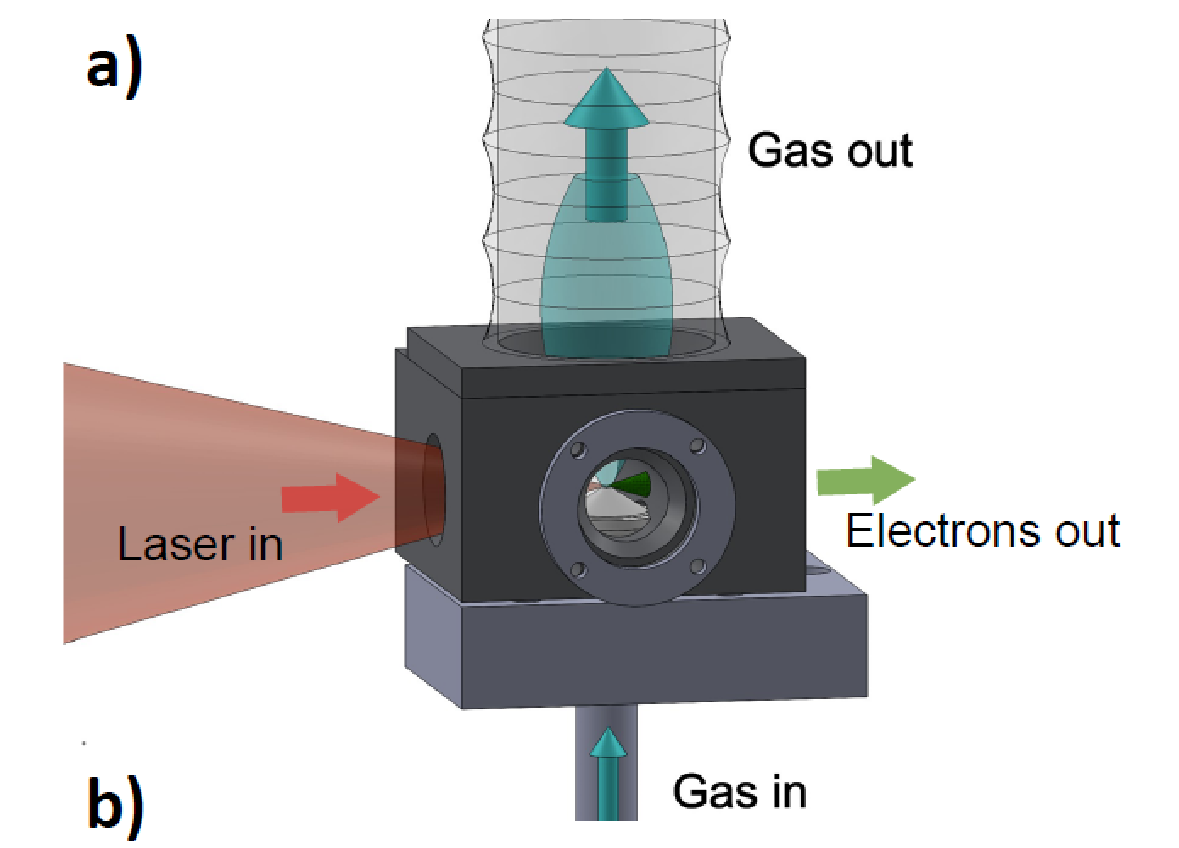 a)
Gas out
Laser in
Electrons out
b)
Gas in